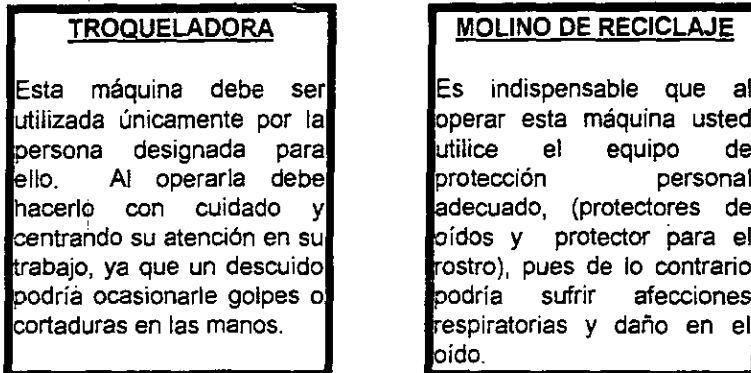 TROQUELADORA
Esta máquina debe ser
utilizada únicamente por la
persona designada para
ello. Al operarla debe
hacerlo con cuidado y
centrando su atención en su
trabajo, ya que un descuido
podría ocasionarle golpes o
cortaduras en las manos.
MOLINO DE RECICLAJE
Es indispensable que al
operar esta máquina usted
utilice el equipo de
protección personal
adecuado, (protectores de
oídos y protector para el
rostro), pues de lo contrario
podría sufrir afecciones
respiratorias y daño en el
oído.